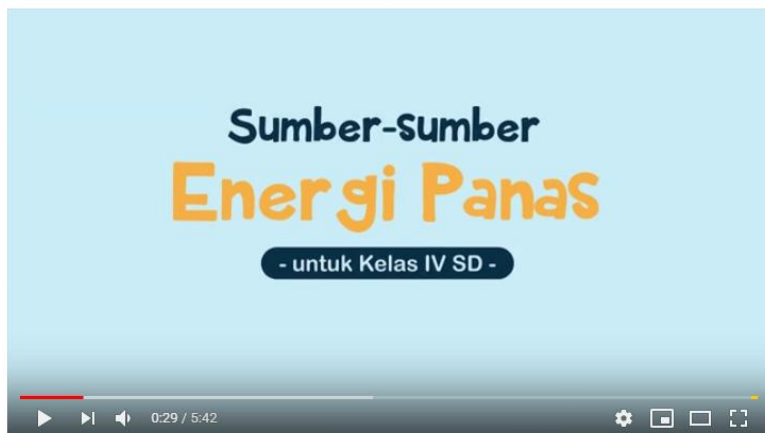 Sumber-sumber
Energi Panas
- untuk Kelas IV SD -
0:29 / 5:42